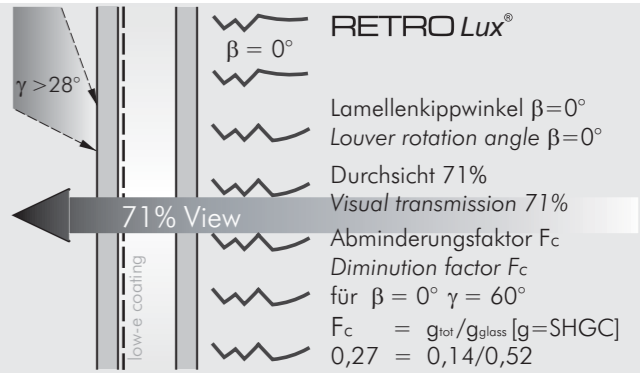 RETROLux®
β = 0°
γ >28°
Lamellenkippwinkel β=0°
Louver rotation angle β=0°
Durchsicht 71%
Visual transmission 71%
71% View
Abminderungsfaktor Fc
Diminution factor Fc
für β = 0° γ = 60°
Fc = gtot/gglass [g=SHGC]
0,27 = 0,14/0,52
low-e coating